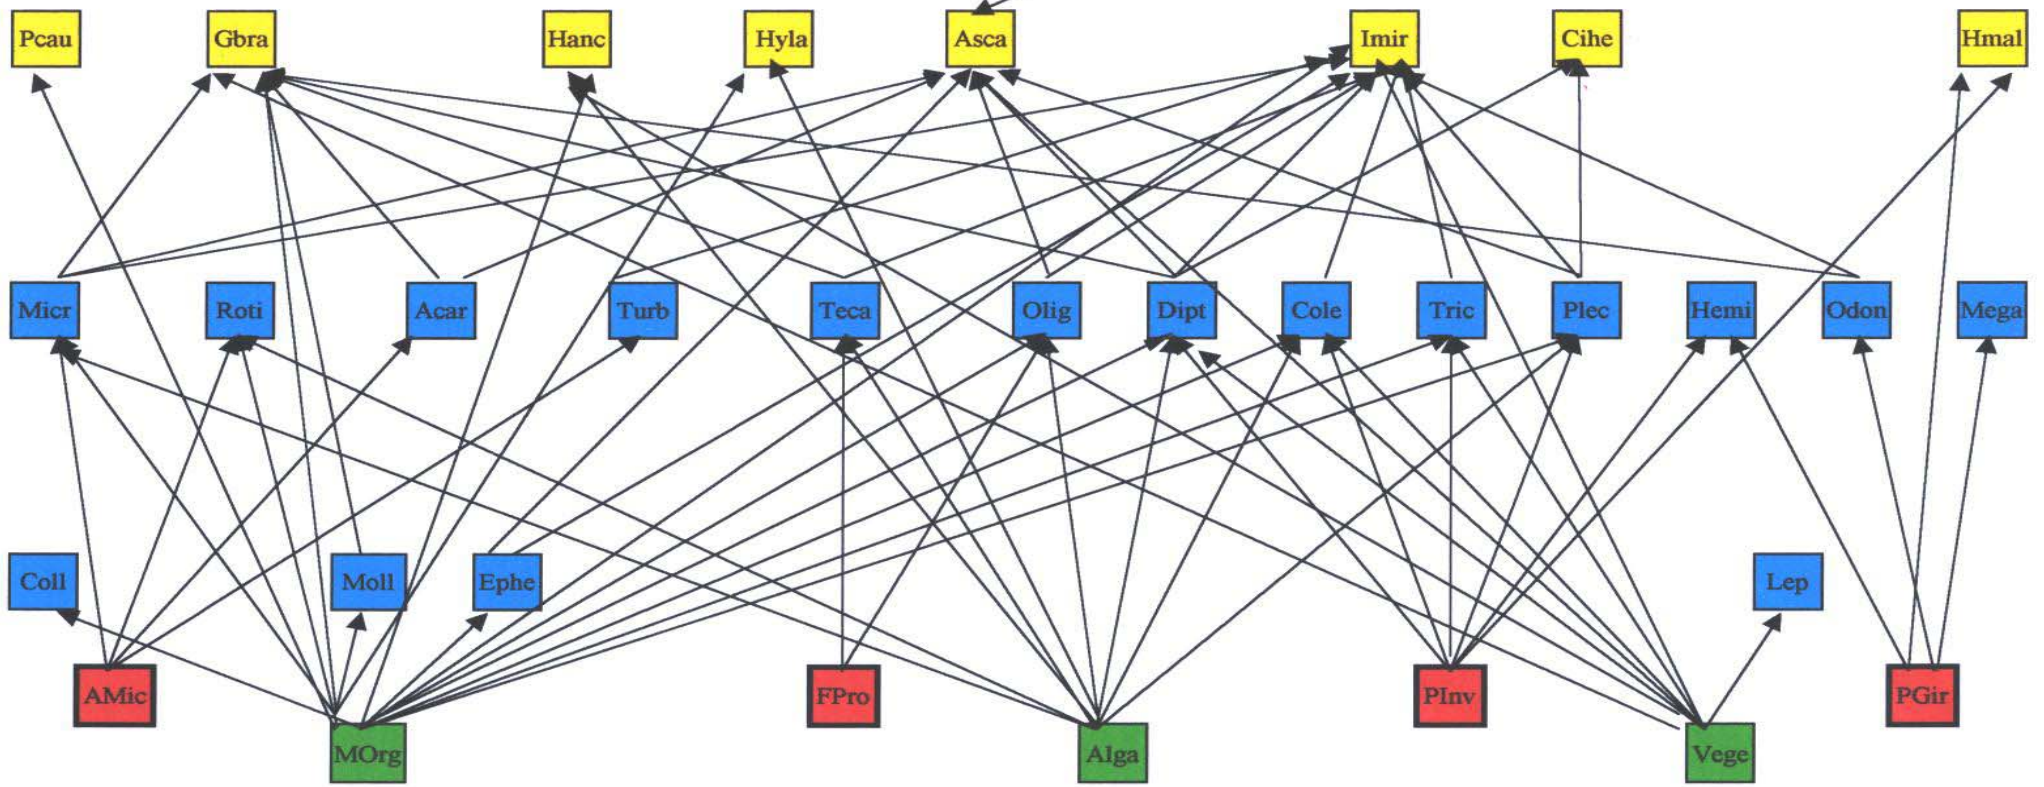 Pcau Gbra Hanc Hyla Asca Imir Cihe Hmal
Micr Roti Acar Turb Teca Olig Dipt Cole Tric Plec Hemi Odon Mega
Coll Moll Ephe Lep
AMic FPro PInv PGir
MOrg Alga Vege